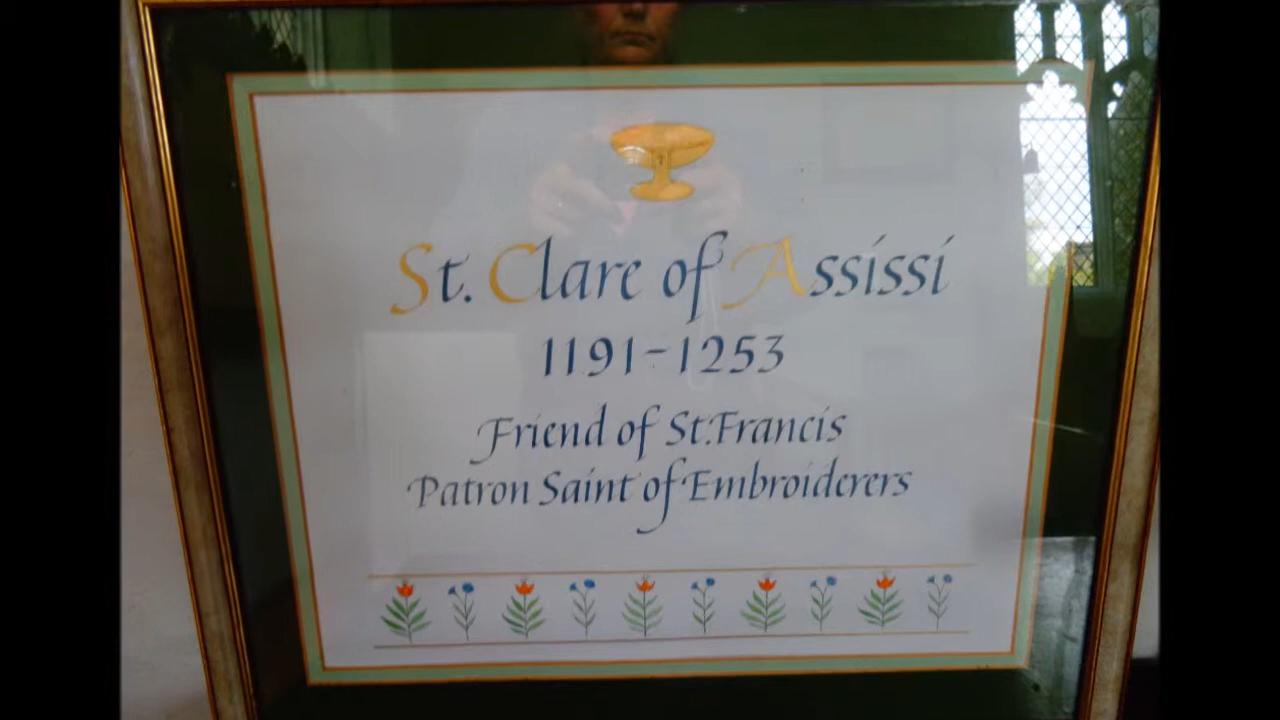 St. Clare of Assissi
1191-1253
Friend of St.Francis
Patron Saint of Embroiderers